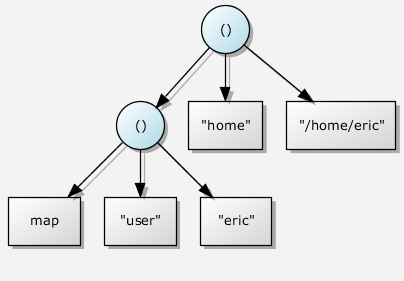 ()
() "home" "/home/eric"
map "user" "eric"